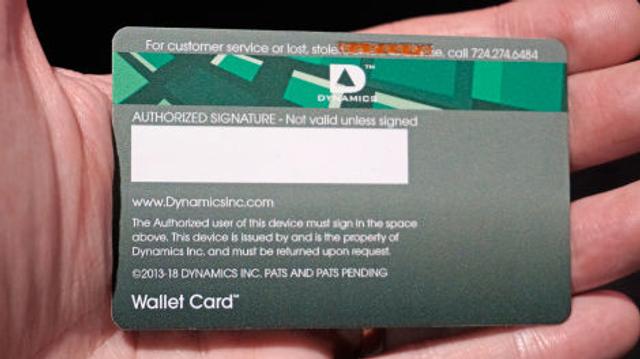 For customer service or lost, stole se, call 724.274.6484
D™
DYNAMICS
AUTHORIZED SIGNATURE - Not valid unless signed
www.DynamicsInc.com
The Authorized user of this device must sign in the space
above. This device is issued by and is the property of
Dynamics Inc. and must be returned upon request.
©2013-18 DYNAMICS INC. PATS AND PATS PENDING
Wallet Card™